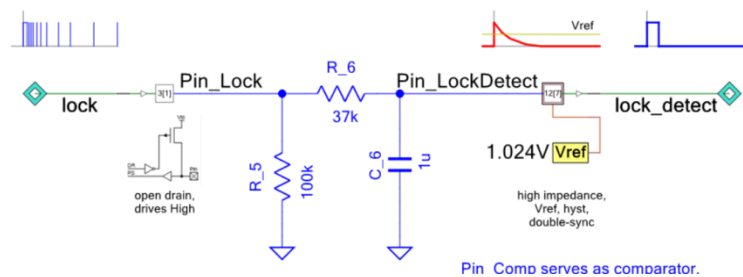 Vref
R_6
Pin_Lock
Pin_LockDetect
3[1]
12[7]
lock
lock_detect
37k
R_5
100k
C_6
1u
1.024V
Vref
open drain,
drives High
high impedance,
Vref, hyst,
double-sync
Pin_Comp serves as comparator.